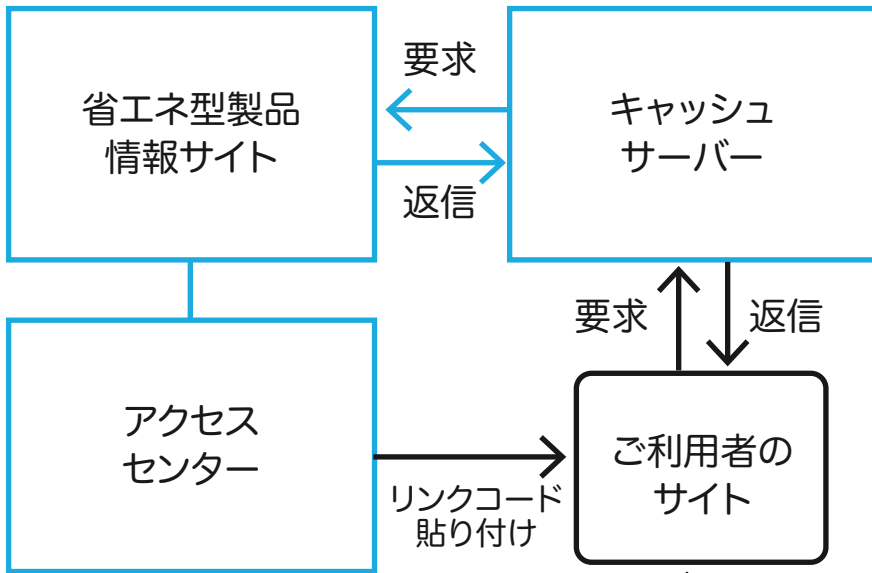 省エネ型製品
情報サイト
要求
返信
キャッシュ
サーバー
要求
返信
アクセス
センター
リンクコード
貼り付け
ご利用者の
サイト